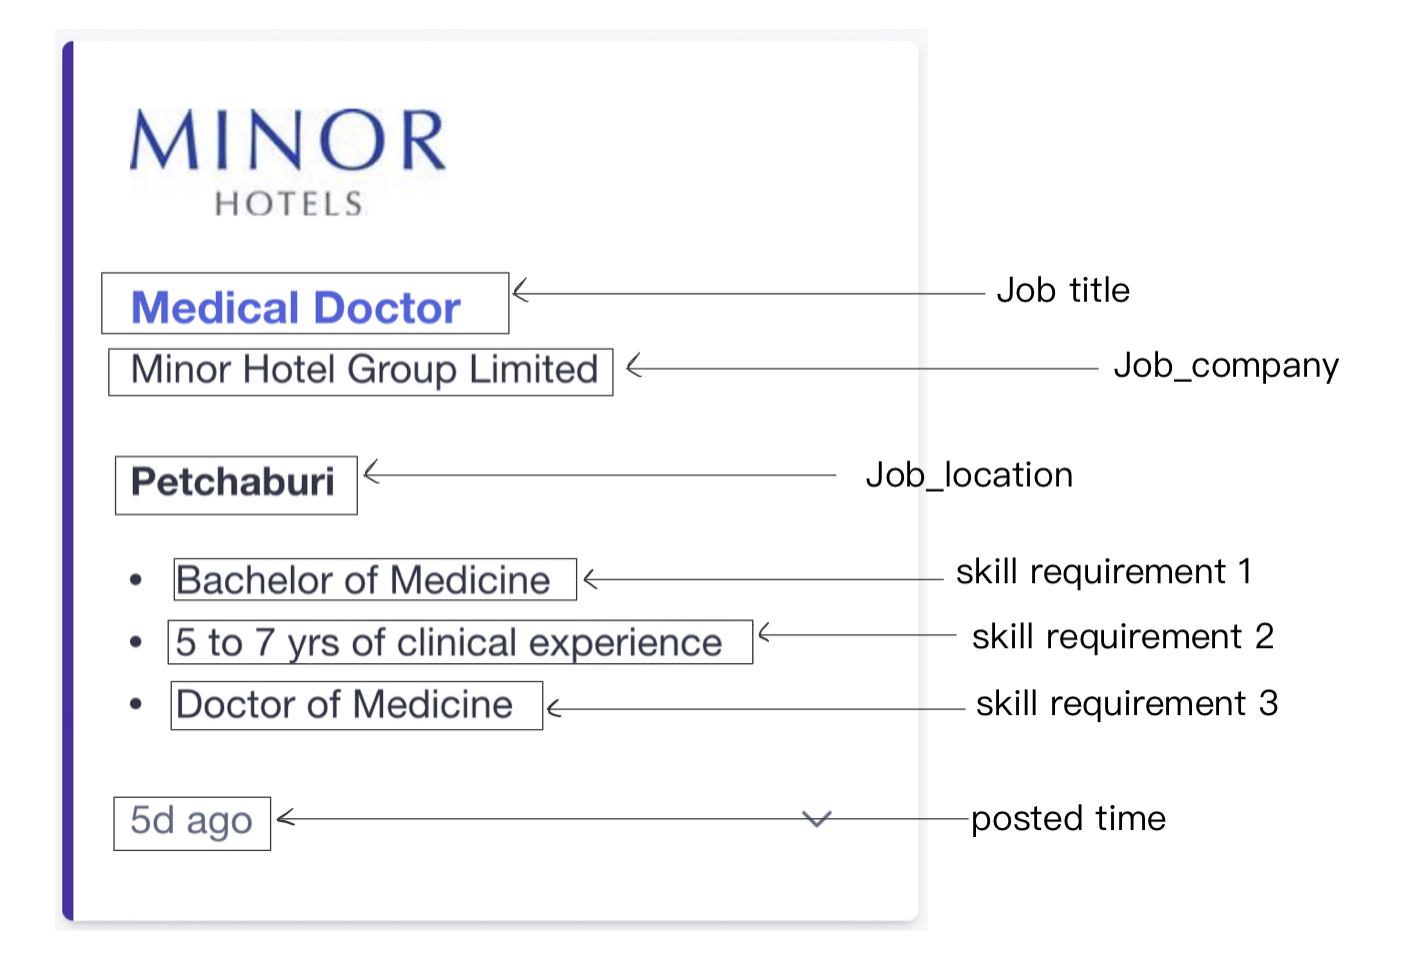 MINOR
HOTELS
Medical Doctor
Job title
Minor Hotel Group Limited
Job_company
Petchaburi
Job_location
• Bachelor of Medicine
skill requirement 1
• 5 to 7 yrs of clinical experience
skill requirement 2
• Doctor of Medicine
skill requirement 3
5d ago
posted time